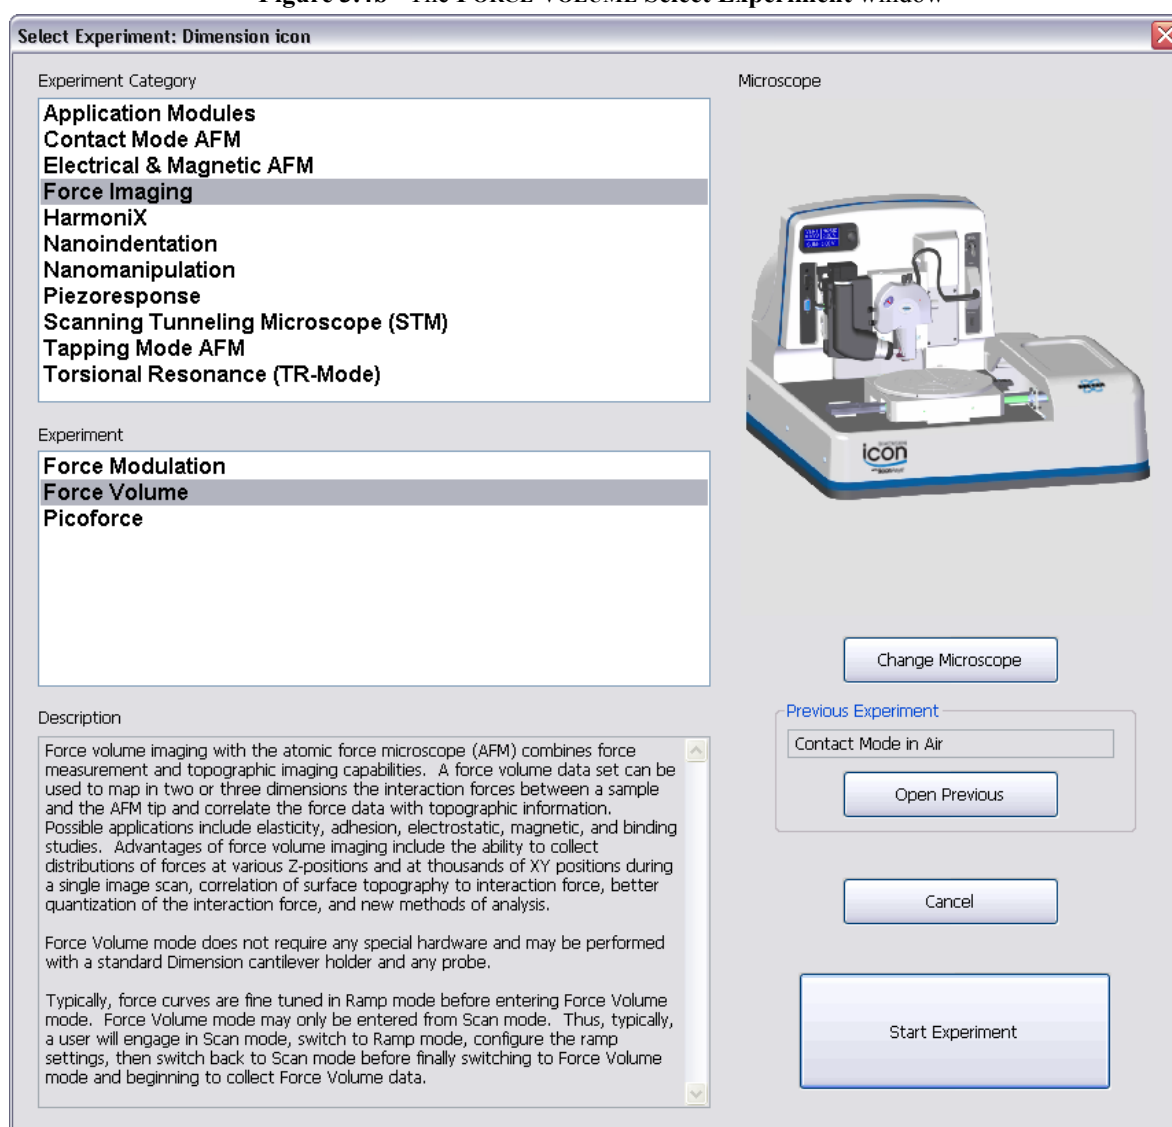 Figure 3.4b The FORCE VOLUME Select Experiment window
Select Experiment: Dimension icon
Experiment Category
Application Modules
Contact Mode AFM
Electrical & Magnetic AFM
Force Imaging
HarmoniX
Nanoindentation
Nanomanipulation
Piezoresponse
Scanning Tunneling Microscope (STM)
Tapping Mode AFM
Torsional Resonance (TR-Mode)
Experiment
Force Modulation
Force Volume
Picoforce
Description
Force volume imaging with the atomic force microscope (AFM) combines force
measurement and topographic imaging capabilities. A force volume data set can be
used to map in two or three dimensions the interaction forces between a sample
and the AFM tip and correlate the force data with topographic information.
Possible applications include elasticity, adhesion, electrostatic, magnetic, and binding
studies. Advantages of force volume imaging include the ability to collect
distributions of forces at various Z-positions and at thousands of XY positions during
a single image scan, correlation of surface topography to interaction force, better
quantization of the interaction force, and new methods of analysis.
Force Volume mode does not require any special hardware and may be performed
with a standard Dimension cantilever holder and any probe.
Typically, force curves are fine tuned in Ramp mode before entering Force Volume
mode. Force Volume mode may only be entered from Scan mode. Thus, typically,
a user will engage in Scan mode, switch to Ramp mode, configure the ramp
settings, then switch back to Scan mode before finally switching to Force Volume
mode and beginning to collect Force Volume data.
Microscope
icon
Change Microscope
Previous Experiment
Contact Mode in Air
Open Previous
Cancel
Start Experiment